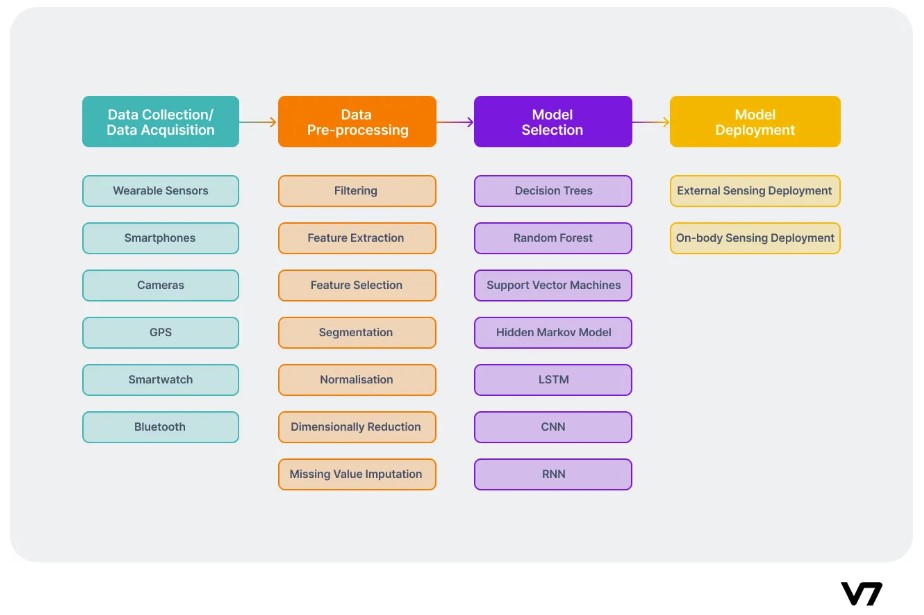 Data Collection/
Data Acquisition
Wearable Sensors
Smartphones
Cameras
GPS
Smartwatch
Bluetooth
Data
Pre-processing
Filtering
Feature Extraction
Feature Selection
Segmentation
Normalisation
Dimensionally Reduction
Missing Value Imputation
Model
Selection
Decision Trees
Random Forest
Support Vector Machines
Hidden Markov Model
LSTM
CNN
RNN
Model
Deployment
External Sensing Deployment
On-body Sensing Deployment
V7